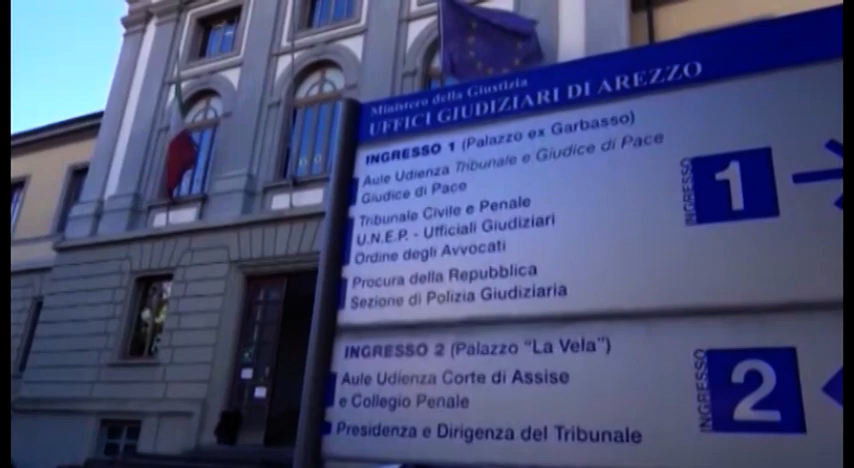 Ministero della Giustizia
UFFICI GIUDIZIARI DI AREZZO
INGRESSO 1 (Palazzo ex Garbasso)
Aule Udienza Tribunale e Giudice di Pace
Giudice di Pace
Tribunale Civile e Penale
U.N.E.P. - Ufficiali Giudiziari
Ordine degli Avvocati
Procura della Repubblica
Sezione di Polizia Giudiziaria
INGRESSO
1
INGRESSO 2 (Palazzo "La Vela")
Aule Udienza Corte di Assise
e Collegio Penale
Presidenza e Dirigenza del Tribunale
INGRESSO
2